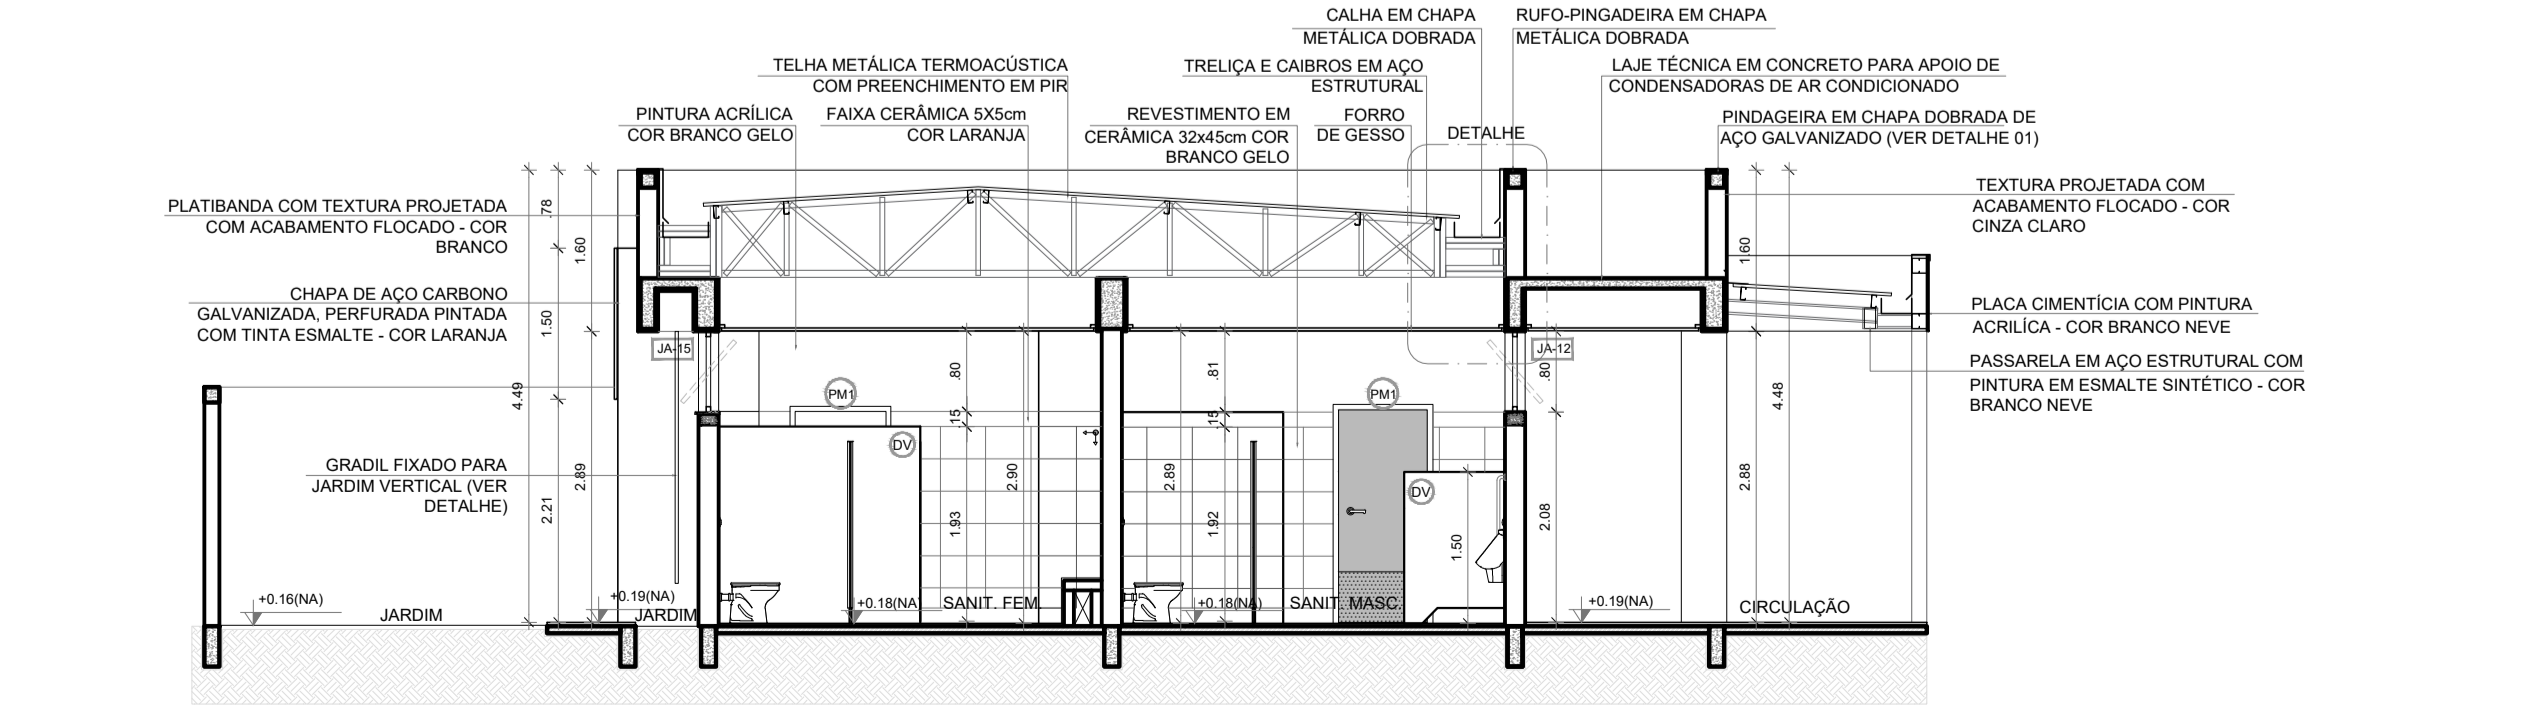 CALHA EM CHAPA
METÁLICA DOBRADA
RUFO-PINGADEIRA EM CHAPA
METÁLICA DOBRADA
TELHA METÁLICA TERMOACÚSTICA
COM PREENCHIMENTO EM PIR
TRELIÇA E CAIBROS EM AÇO
ESTRUTURAL
LAJE TÉCNICA EM CONCRETO PARA APOIO DE
CONDENSADORAS DE AR CONDICIONADO
PINTURA ACRÍLICA
COR BRANCO GELO
FAIXA CERÂMICA 5X5cm
COR LARANJA
REVESTIMENTO EM
CERÂMICA 32x45cm COR
BRANCO GELO
FORRO
DE GESSO
DETALHE
PINDAGEIRA EM CHAPA DOBRADA DE
AÇO GALVANIZADO (VER DETALHE 01)
PLATIBANDA COM TEXTURA PROJETADA
COM ACABAMENTO FLOCADO - COR
BRANCO
TEXTURA PROJETADA COM
ACABAMENTO FLOCADO - COR
CINZA CLARO
.78
1.60
1.60
CHAPA DE AÇO CARBONO
GALVANIZADA, PERFURADA PINTADA
COM TINTA ESMALTE - COR LARANJA
1.50
PLACA CIMENTÍCIA COM PINTURA
ACRILÍCA - COR BRANCO NEVE
JA-15
JA-12
PASSARELA EM AÇO ESTRUTURAL COM
PINTURA EM ESMALTE SINTÉTICO - COR
BRANCO NEVE
4.49
.80
.81
.80
4.48
PM1
PM1
.15
.15
DV
DV
GRADIL FIXADO PARA
JARDIM VERTICAL (VER
DETALHE)
2.21
2.89
2.90
1.93
2.89
1.92
1.50
2.08
2.88
+0.16(NA)
JARDIM
+0.19(NA)
JARDIM
+0.18(NA)
SANIT. FEM.
+0.18(NA)
SANIT. MASC.
+0.19(NA)
CIRCULAÇÃO